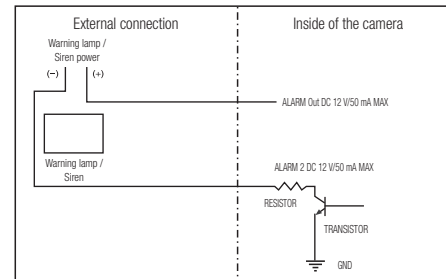 External connection
Inside of the camera
Warning lamp /
Siren power
(−) (+)
ALARM Out DC 12 V/50 mA MAX
Warning lamp /
Siren
ALARM 2 DC 12 V/50 mA MAX
RESISTOR
TRANSISTOR
GND